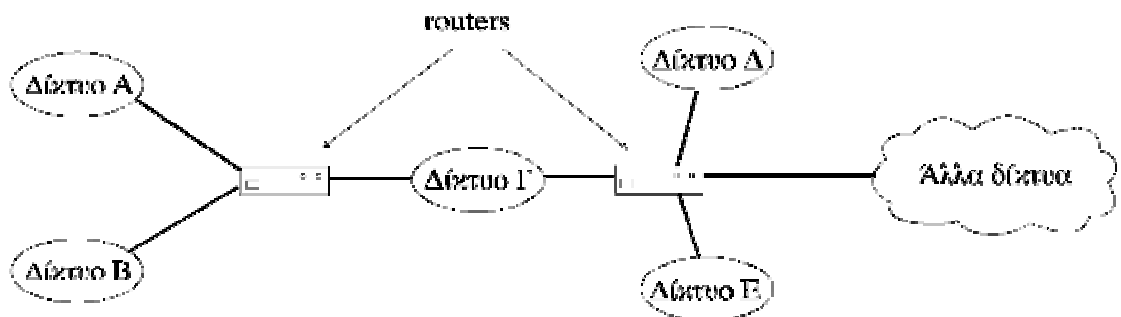 routers
Δίκτυο Α
Δίκτυο Δ
Δίκτυο Γ
Άλλα δίκτυα
Δίκτυο Β
Δίκτυο Ε